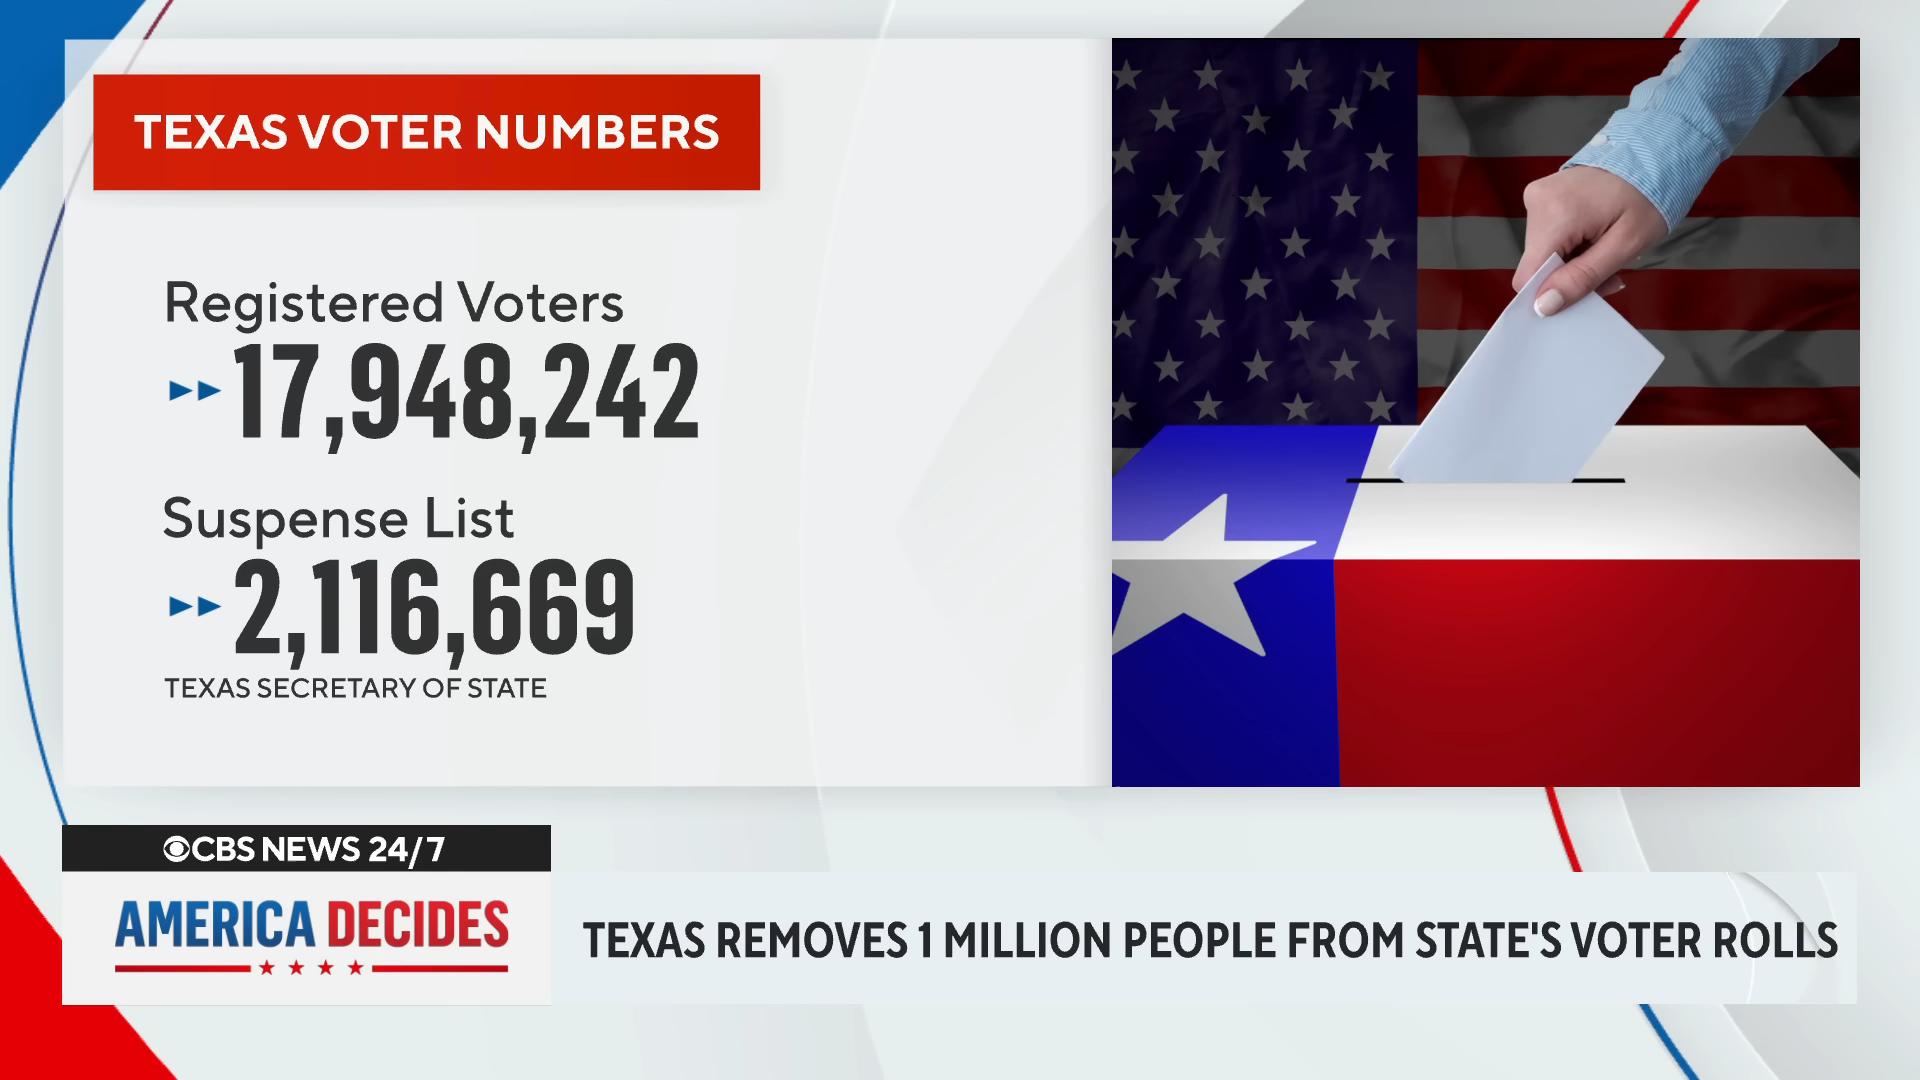 TEXAS VOTER NUMBERS
Registered Voters
17,948,242
Suspense List
2,116,669
TEXAS SECRETARY OF STATE
CBS NEWS 24/7
AMERICA DECIDES
TEXAS REMOVES 1 MILLION PEOPLE FROM STATE'S VOTER ROLLS